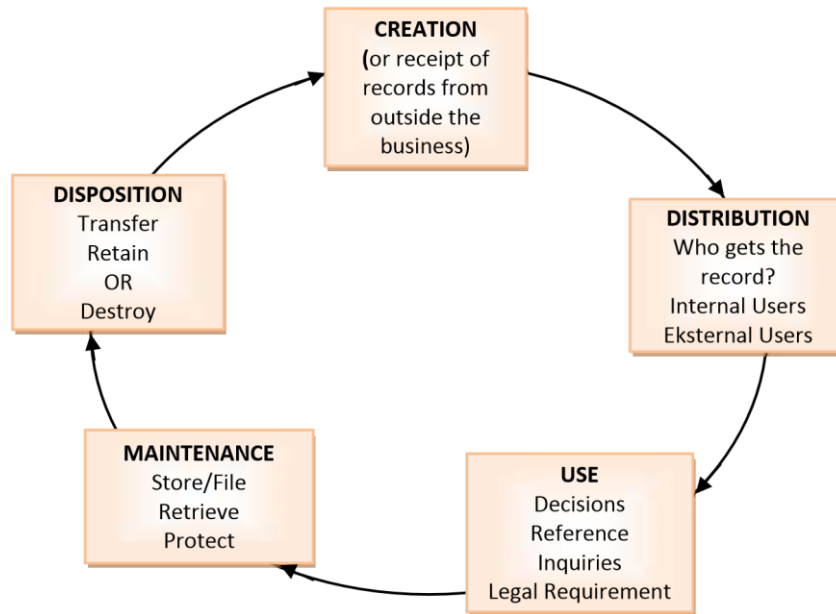 CREATION
(or receipt of
records from
outside the
business)
DISTRIBUTION
Who gets the
record?
Internal Users
Eksternal Users
USE
Decisions
Reference
Inquiries
Legal Requirement
MAINTENANCE
Store/File
Retrieve
Protect
DISPOSITION
Transfer
Retain
OR
Destroy